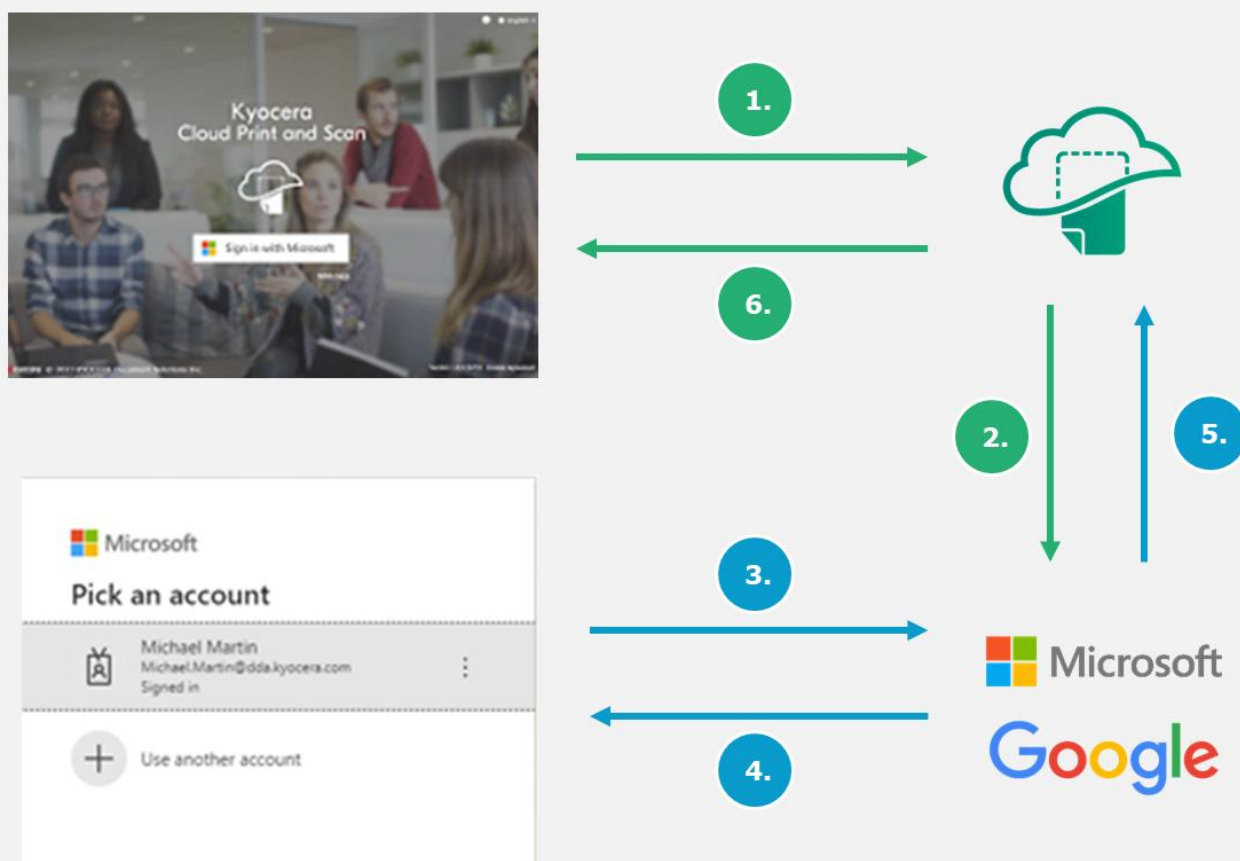 English
Kyocera
Cloud Print and Scan
Sign in with Microsoft
1.
6.
2.
5.
Microsoft
Pick an account
Michael Martin
Michael.Martin@dda.kyocera.com
Signed in
Use another account
3.
4.
Microsoft
Google